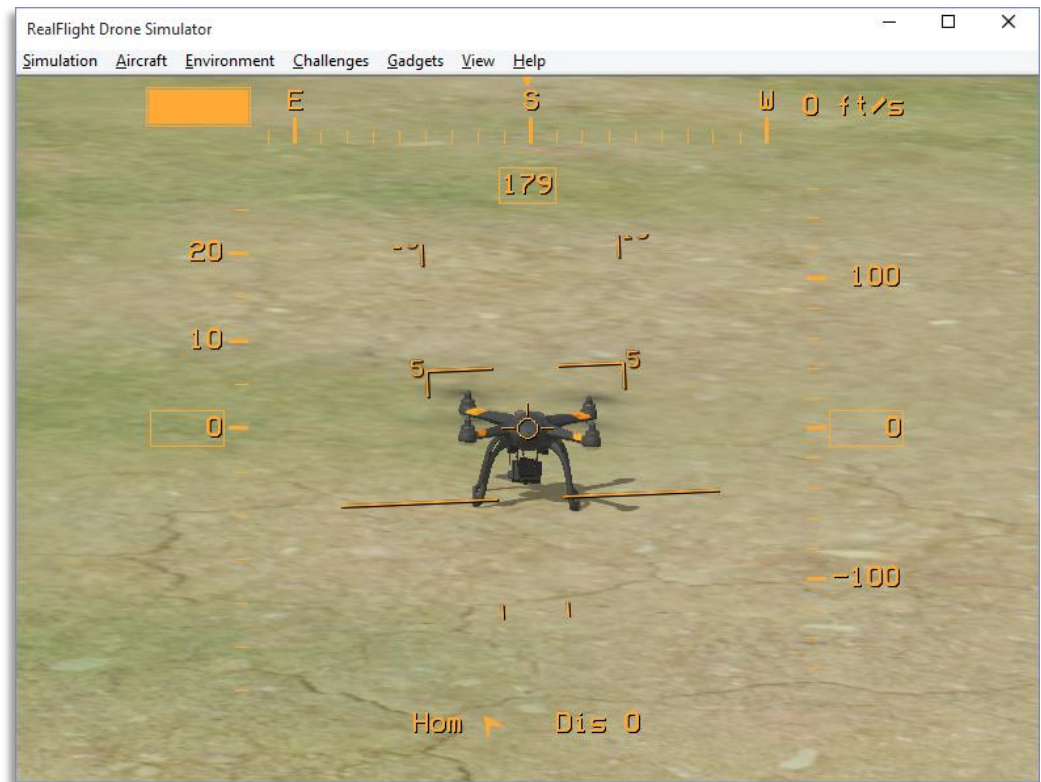 RealFlight Drone Simulator
Simulation Aircraft Environment Challenges Gadgets View Help
E S W 0 ft/s
179
20
100
10
5 5
0 0
-100
Hom Dis 0